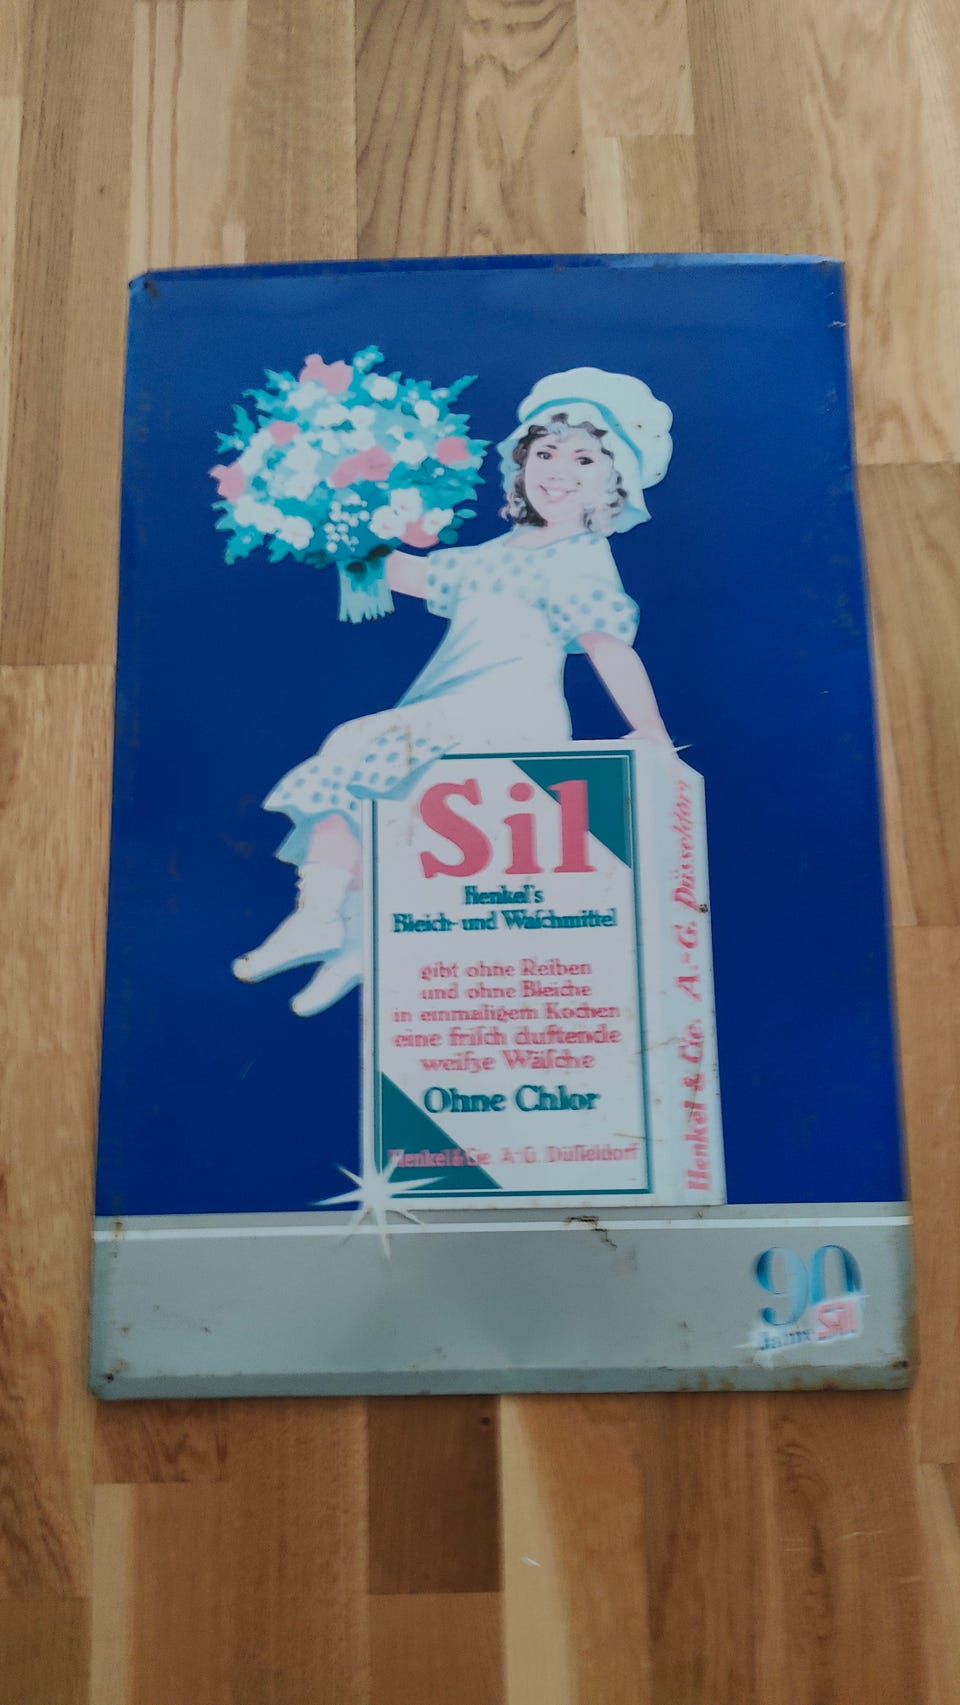 Sil
Henkel's
Bleich- und Waſchmittel
gibt ohne Reiben
und ohne Bleiche
in einmaligem Kochen
eine friſch duftende
weiſze Wäſche
Ohne Chlor
Henkel & Cie. A.-G. Düſſeldorf
Henkel & Cie. A.-G. Düsseldorf
90
Jahre Sil